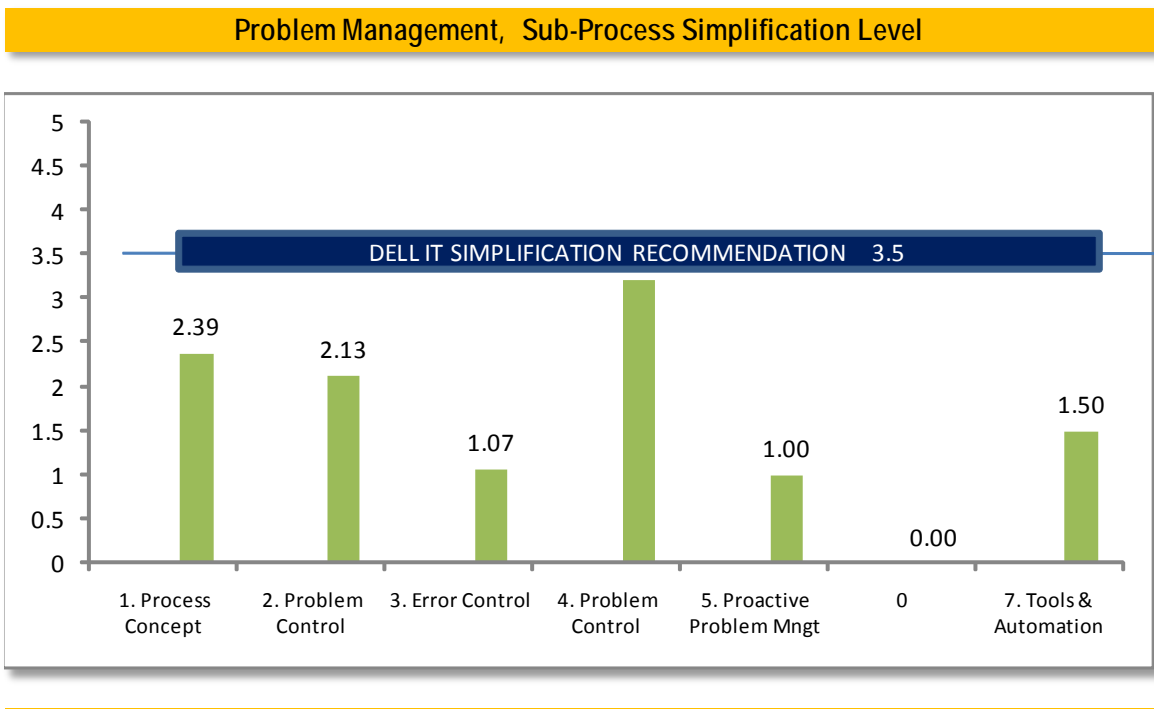 Problem Management, Sub-Process Simplification Level
5
4.5
4
3.5
3
2.5
2
1.5
1
0.5
0
DELL IT SIMPLIFICATION RECOMMENDATION 3.5
2.39
2.13
1.07
1.00
0.00
1.50
1. Process
Concept
2. Problem
Control
3. Error Control
4. Problem
Control
5. Proactive
Problem Mngt
0
7. Tools &
Automation